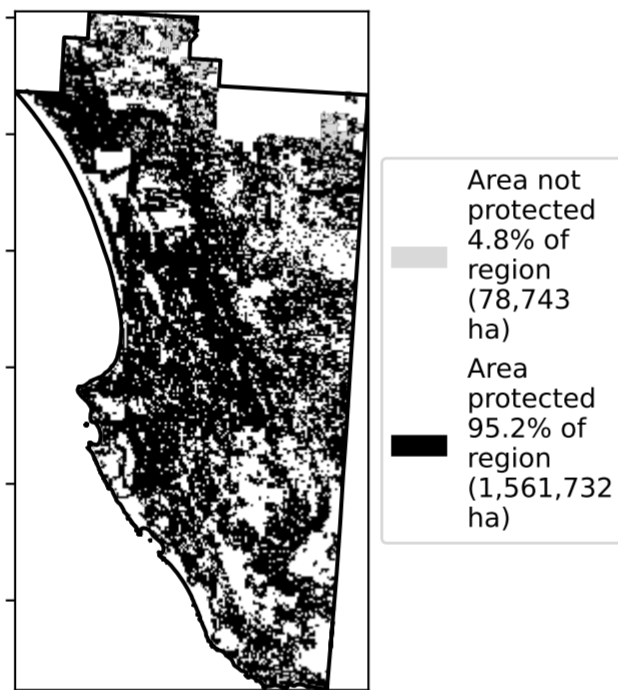 Area not
protected
4.8% of
region
(78,743
ha)
Area
protected
95.2% of
region
(1,561,732
ha)